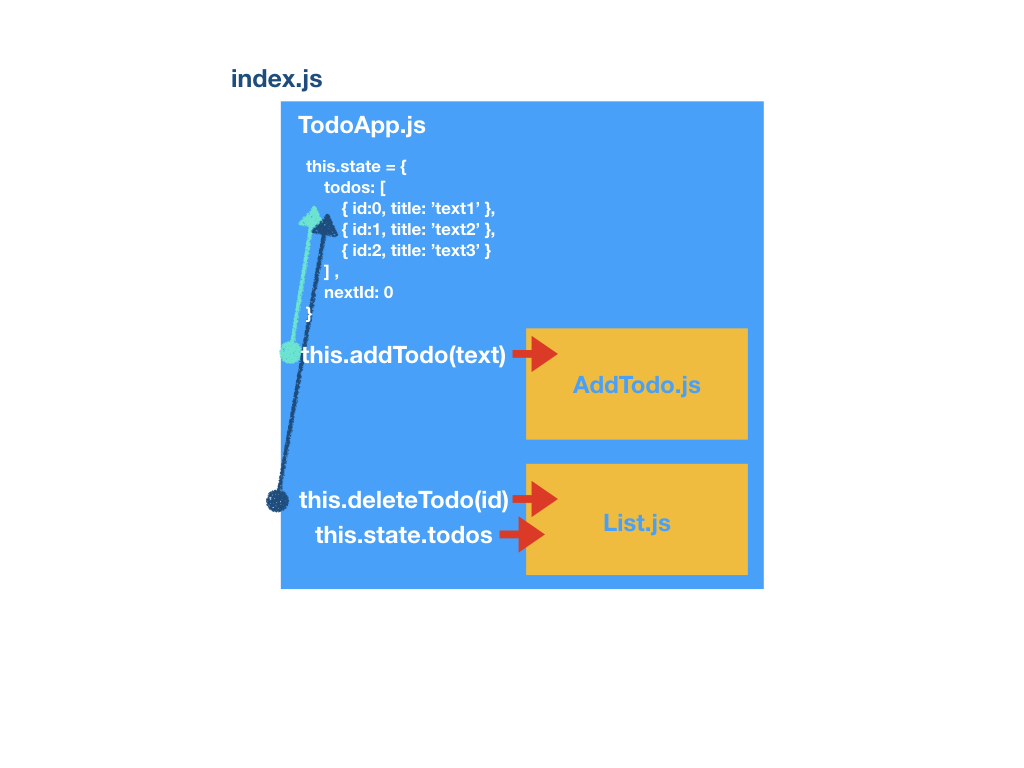 index.js
TodoApp.js
this.state = {
todos: [
{ id:0, title: ’text1’ },
{ id:1, title: ’text2’ },
{ id:2, title: ’text3’ }
] ,
nextId: 0
}
this.addTodo(text)
AddTodo.js
this.deleteTodo(id)
List.js
this.state.todos